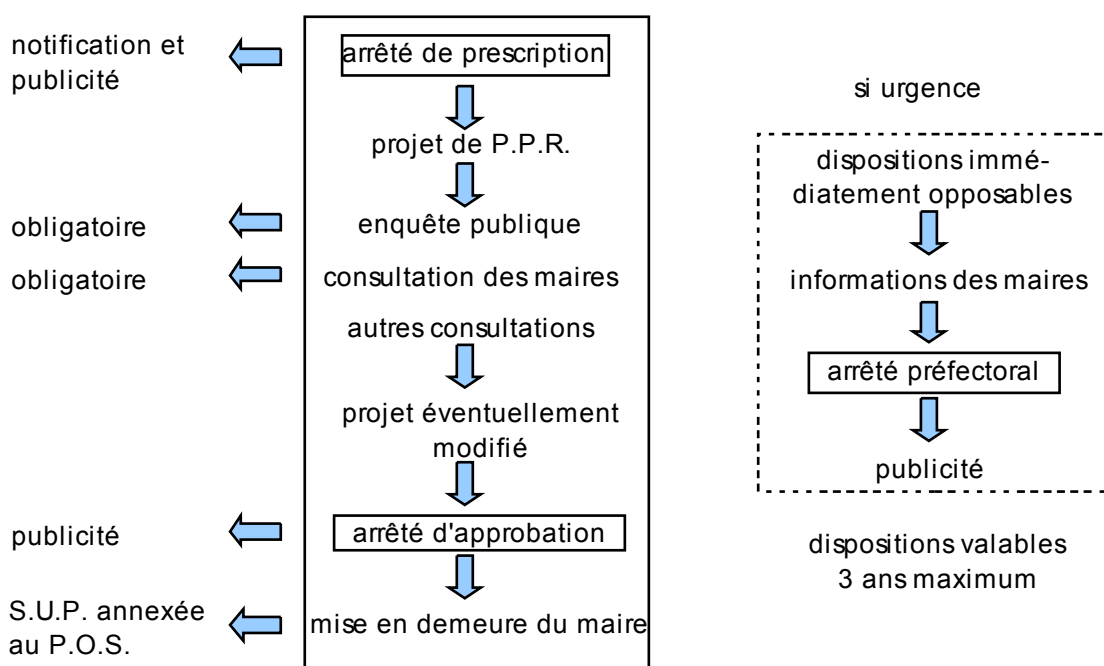 notification et
publicité
arrêté de prescription
projet de P.P.R.
obligatoire
enquête publique
obligatoire
consultation des maires
autres consultations
projet éventuellement
modifié
publicité
arrêté d'approbation
S.U.P. annexée
au P.O.S.
mise en demeure du maire
si urgence
dispositions immé-
diatement opposables
informations des maires
arrêté préfectoral
publicité
dispositions valables
3 ans maximum